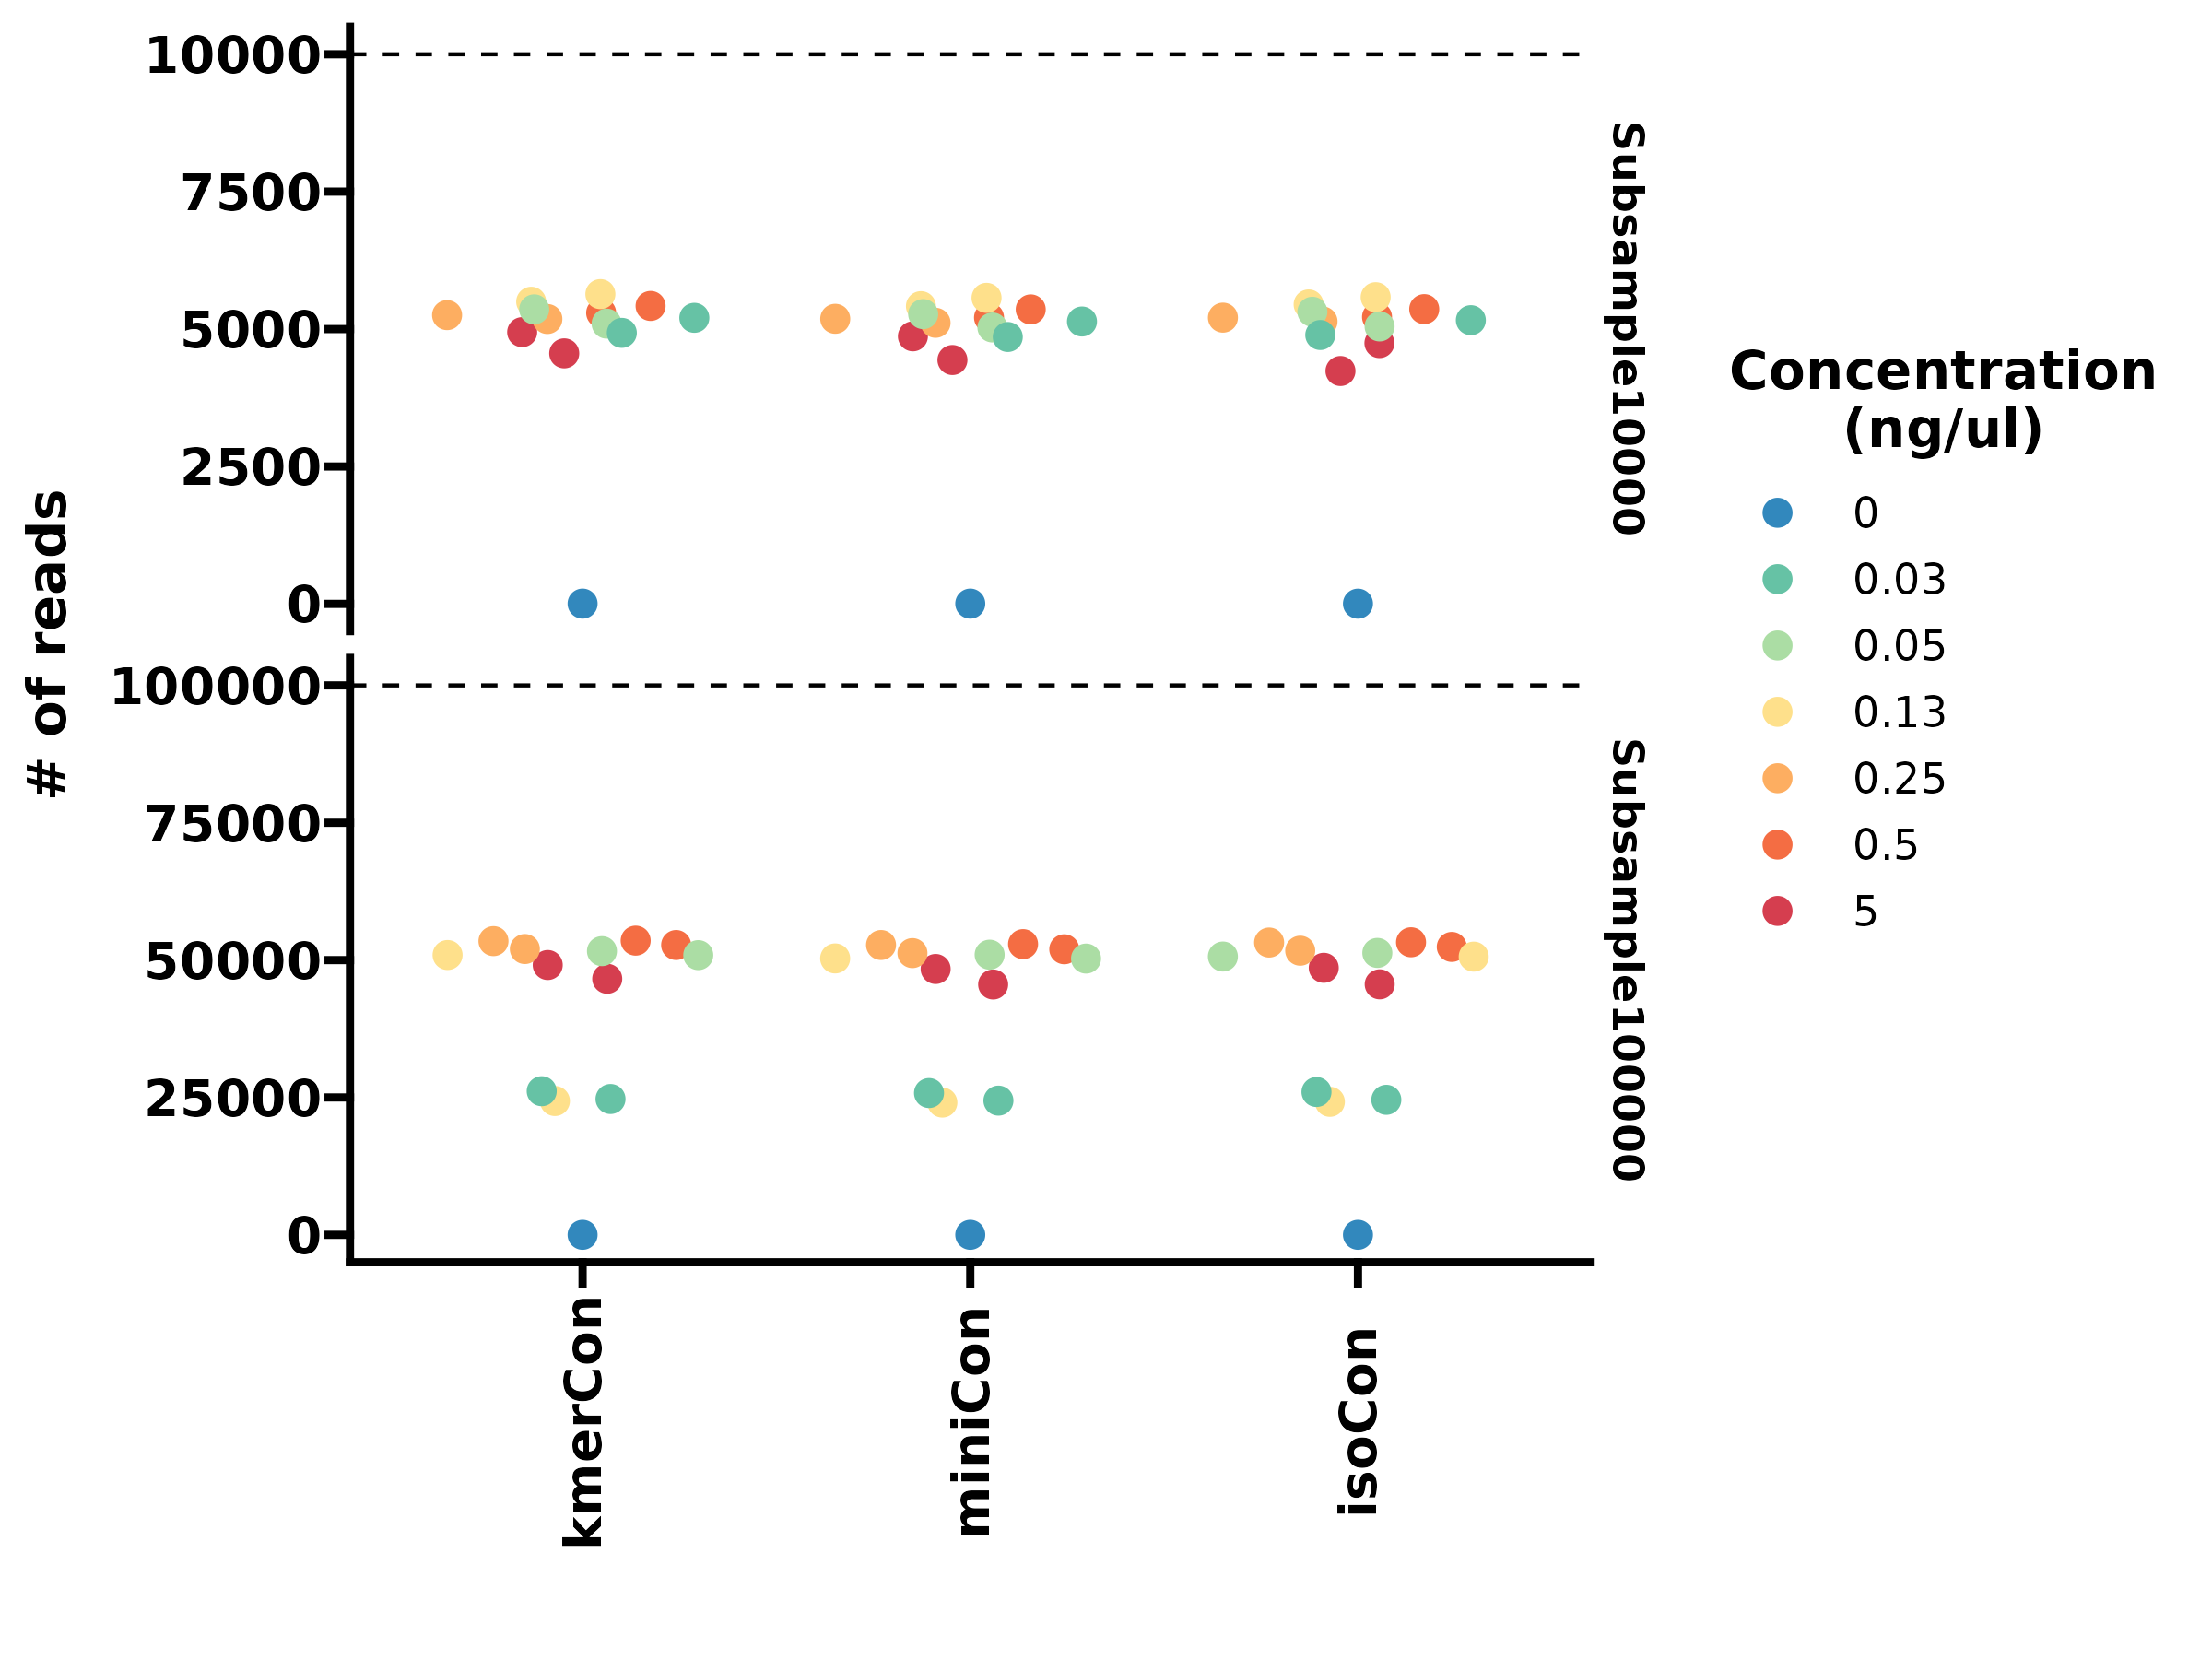 # of reads
10000
7500
5000
2500
0
Subsample10000
100000
75000
50000
25000
0
Subsample100000
kmerCon
miniCon
isoCon
Concentration
(ng/ul)
0
0.03
0.05
0.13
0.25
0.5
5